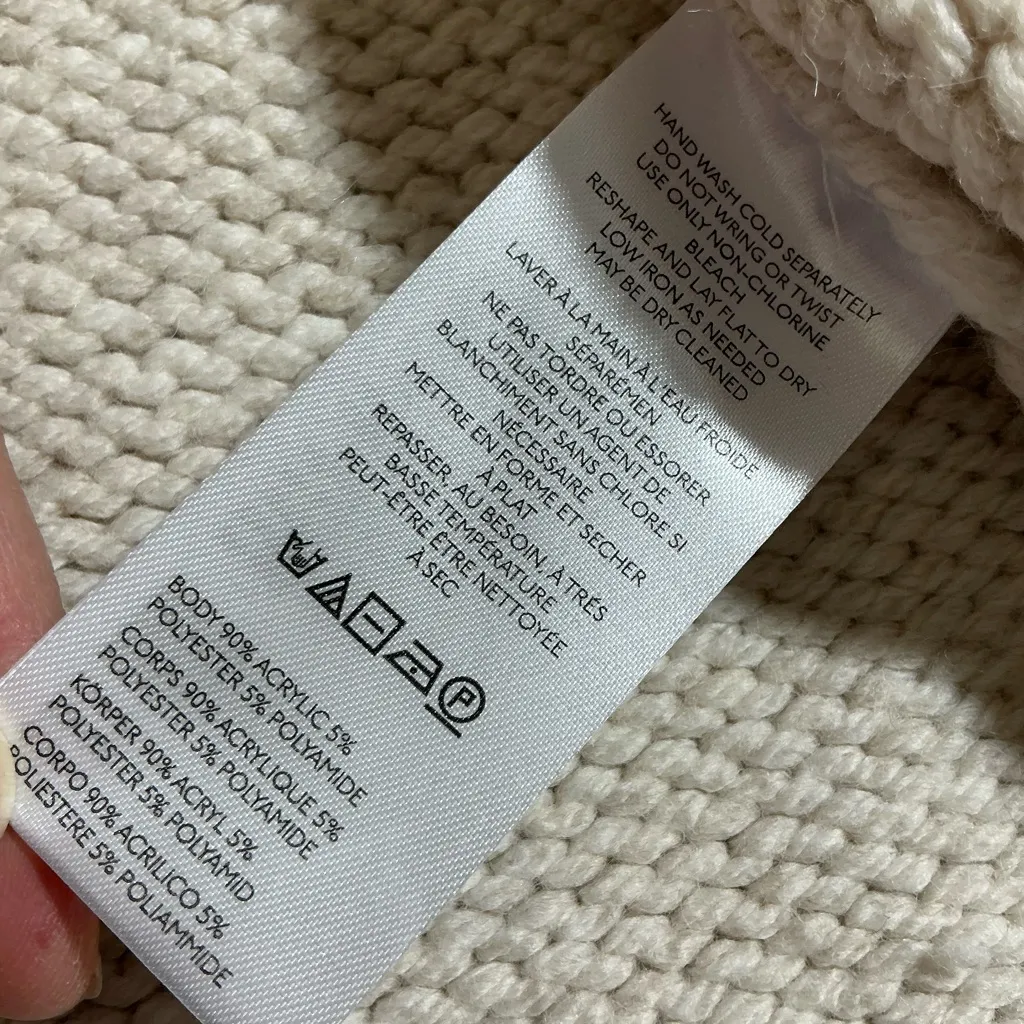 HAND WASH COLD SEPARATELY
DO NOT WRING OR TWIST
USE ONLY NON-CHLORINE
BLEACH
RESHAPE AND LAY FLAT TO DRY
LOW IRON AS NEEDED
MAY BE DRY CLEANED
LAVER À LA MAIN À L'EAU FROIDE
SÉPARÉMEN
NE PAS TORDRE OU ESSORER
UTILISER UN AGENT DE
BLANCHIMENT SANS CHLORE SI
NÉCESSAIRE
METTRE EN FORME ET SÉCHER
À PLAT
REPASSER, AU BESOIN, À TRÉS
BASSE TEMPÉRATURE
PEUT-ÊTRE ÊTRE NETTOYÉE
À SEC
P
BODY 90% ACRYLIC 5%
POLYESTER 5% POLYAMIDE
CORPS 90% ACRYLIQUE 5%
POLYESTER 5% POLYAMIDE
KÖRPER 90% ACRYL 5%
POLYESTER 5% POLYAMID
CORPO 90% ACRILICO 5%
POLIESTERE 5% POLIAMMIDE